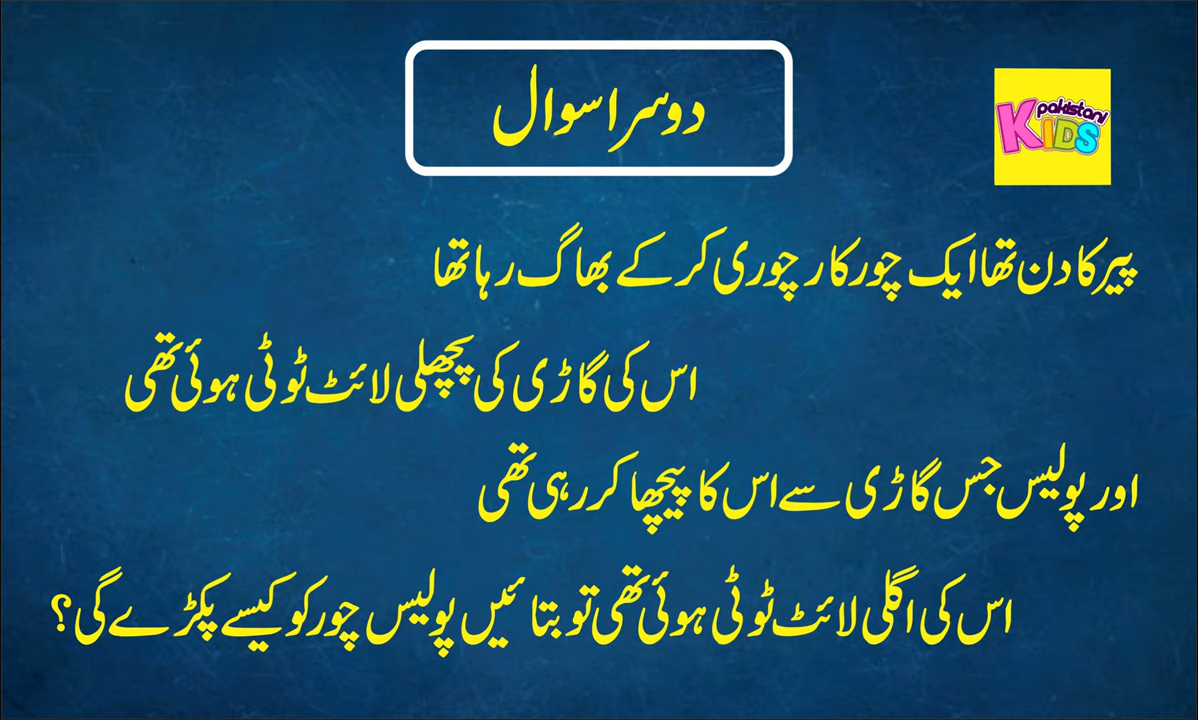 دوسرا سوال
pakistani
KIDS
پیر کا دن تھا ایک چور کار چوری کر کے بھاگ رہا تھا
اس کی گاڑی کی پچھلی لائٹ ٹوٹی ہوئی تھی
اور پولیس جس گاڑی سے اس کا پیچھا کر رہی تھی
اس کی اگلی لائٹ ٹوٹی ہوئی تھی تو بتائیں پولیس چور کو کیسے پکڑے گی؟